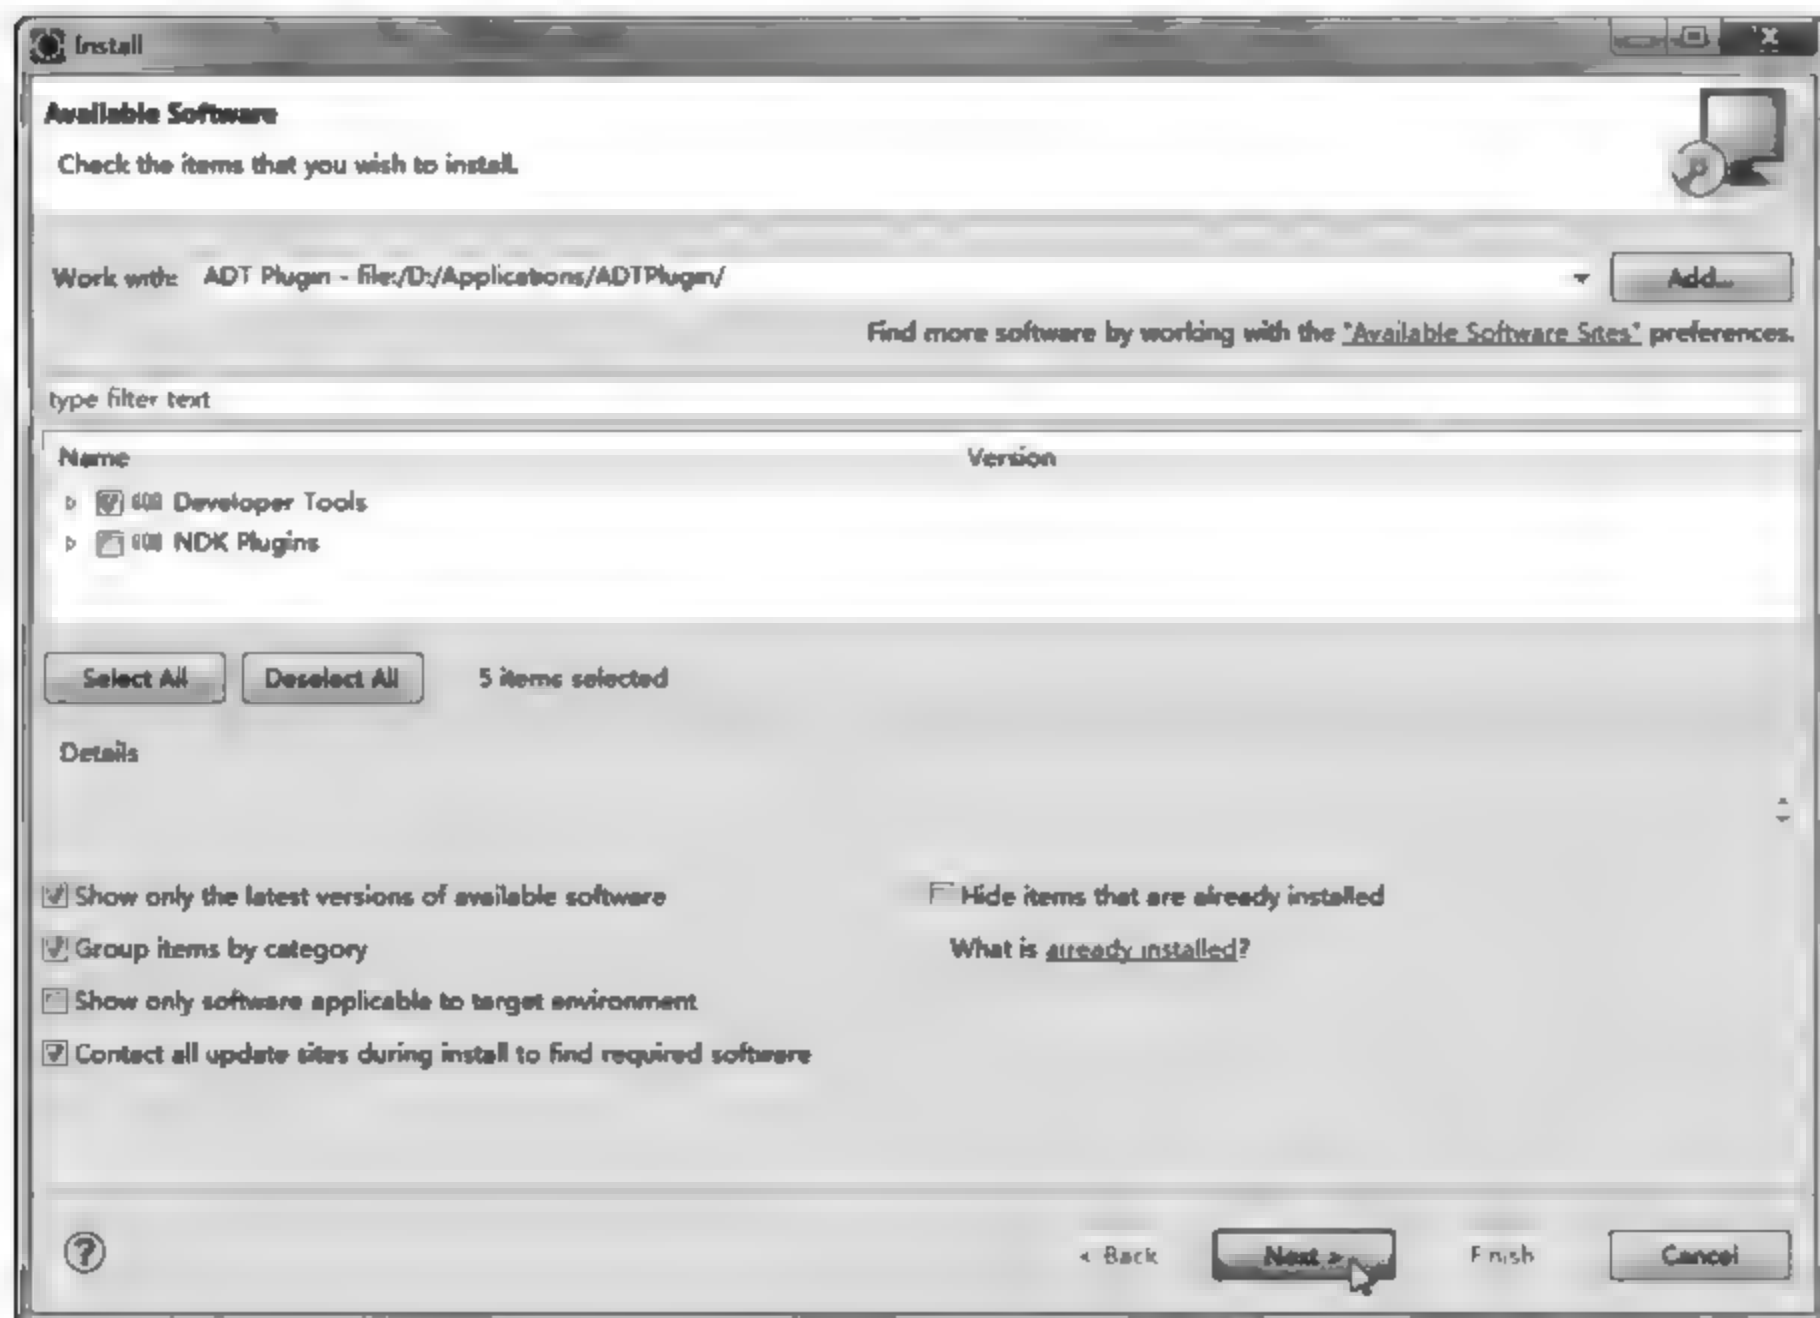 Install
Available Software
Check the items that you wish to install.
Work with: ADT Plugin - file:/D:/Applications/ADTPlugin/
Add...
Find more software by working with the "Available Software Sites" preferences.
type filter text
Name Version
Developer Tools
NDK Plugins
Select All Deselect All 5 items selected
Details
Show only the latest versions of available software Hide items that are already installed
Group items by category What is already installed?
Show only software applicable to target environment
Contact all update sites during install to find required software
? < Back Next > Finish Cancel